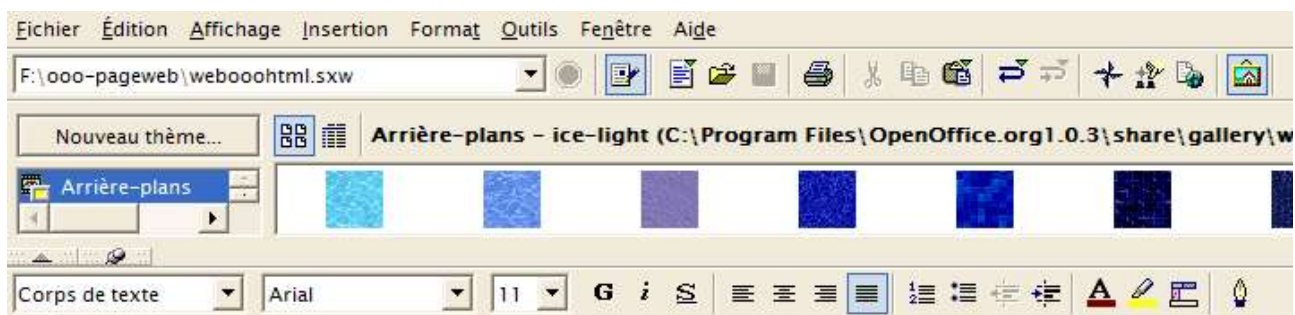 Fichier Édition Affichage Insertion Format Outils Fenêtre Aide
F:\ooo-pageweb\webooohtml.sxw
Nouveau thème... Arrière-plans - ice-light (C:\Program Files\OpenOffice.org1.0.3\share\gallery\w
Arrière-plans
Corps de texte Arial 11 G i S A